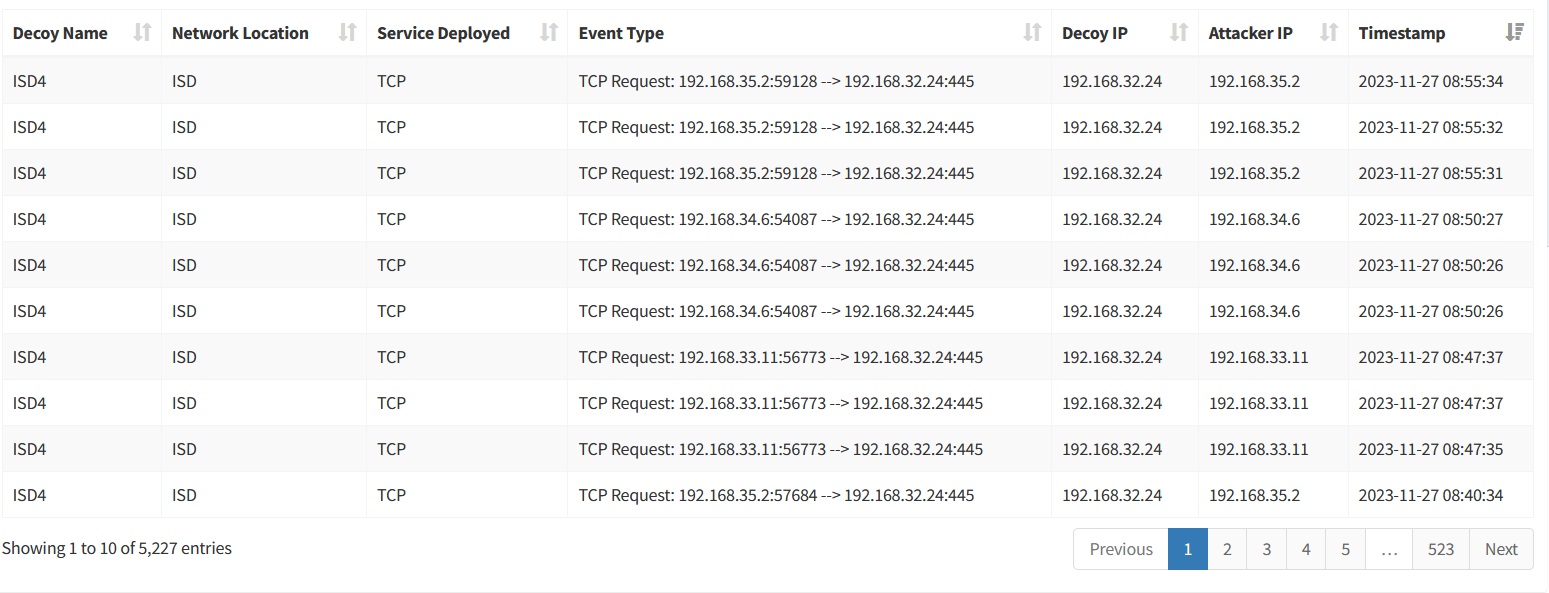 Decoy Name Network Location Service Deployed Event Type Decoy IP Attacker IP Timestamp
ISD4 ISD TCP TCP Request: 192.168.35.2:59128 --> 192.168.32.24:445 192.168.32.24 192.168.35.2 2023-11-27 08:55:34
ISD4 ISD TCP TCP Request: 192.168.35.2:59128 --> 192.168.32.24:445 192.168.32.24 192.168.35.2 2023-11-27 08:55:32
ISD4 ISD TCP TCP Request: 192.168.35.2:59128 --> 192.168.32.24:445 192.168.32.24 192.168.35.2 2023-11-27 08:55:31
ISD4 ISD TCP TCP Request: 192.168.34.6:54087 --> 192.168.32.24:445 192.168.32.24 192.168.34.6 2023-11-27 08:50:27
ISD4 ISD TCP TCP Request: 192.168.34.6:54087 --> 192.168.32.24:445 192.168.32.24 192.168.34.6 2023-11-27 08:50:26
ISD4 ISD TCP TCP Request: 192.168.34.6:54087 --> 192.168.32.24:445 192.168.32.24 192.168.34.6 2023-11-27 08:50:26
ISD4 ISD TCP TCP Request: 192.168.33.11:56773 --> 192.168.32.24:445 192.168.32.24 192.168.33.11 2023-11-27 08:47:37
ISD4 ISD TCP TCP Request: 192.168.33.11:56773 --> 192.168.32.24:445 192.168.32.24 192.168.33.11 2023-11-27 08:47:37
ISD4 ISD TCP TCP Request: 192.168.33.11:56773 --> 192.168.32.24:445 192.168.32.24 192.168.33.11 2023-11-27 08:47:35
ISD4 ISD TCP TCP Request: 192.168.35.2:57684 --> 192.168.32.24:445 192.168.32.24 192.168.35.2 2023-11-27 08:40:34
Showing 1 to 10 of 5,227 entries Previous 1 2 3 4 5 … 523 Next